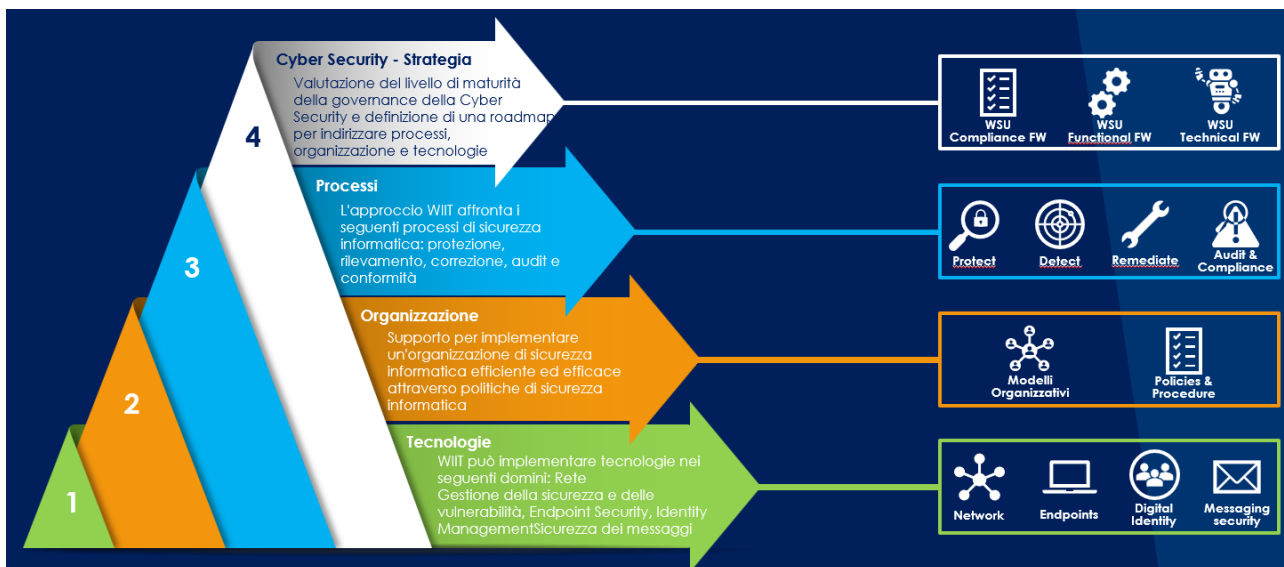 4
Cyber Security - Strategia
Valutazione del livello di maturità
della governance della Cyber
Security e definizione di una roadmap
per indirizzare processi,
organizzazione e tecnologie
WSU
Compliance FW
WSU
Functional FW
WSU
Technical FW
3
Processi
L'approccio WIIT affronta i
seguenti processi di sicurezza
informatica: protezione,
rilevamento, correzione, audit e
conformità
Protect
Detect
Remediate
Audit &
Compliance
2
Organizzazione
Supporto per implementare
un'organizzazione di sicurezza
informatica efficiente ed efficace
attraverso politiche di sicurezza
informatica
Modelli
Organizzativi
Policies &
Procedure
1
Tecnologie
WIIT può implementare tecnologie nei
seguenti domini: Rete
Gestione della sicurezza e delle
vulnerabilità, Endpoint Security, Identity
ManagementSicurezza dei messaggi
Network
Endpoints
Digital
Identity
Messaging
security